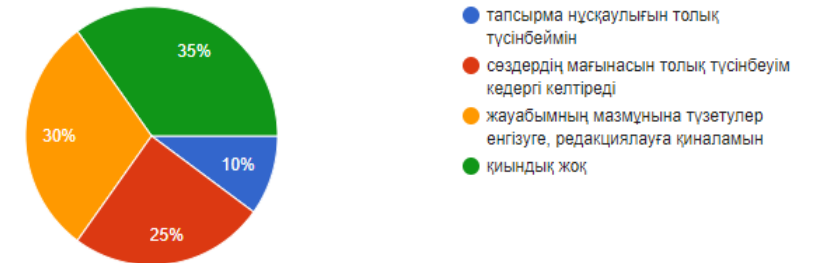 35%
30%
10%
25%
тапсырма нұсқаулығын толық
түсінбеймін
сөздердің мағынасын толық түсінбеуім
кедергі келтіреді
жауабымның мазмұнына түзетулер
енгізуге, редакциялауға қиналамын
қиындық жоқ